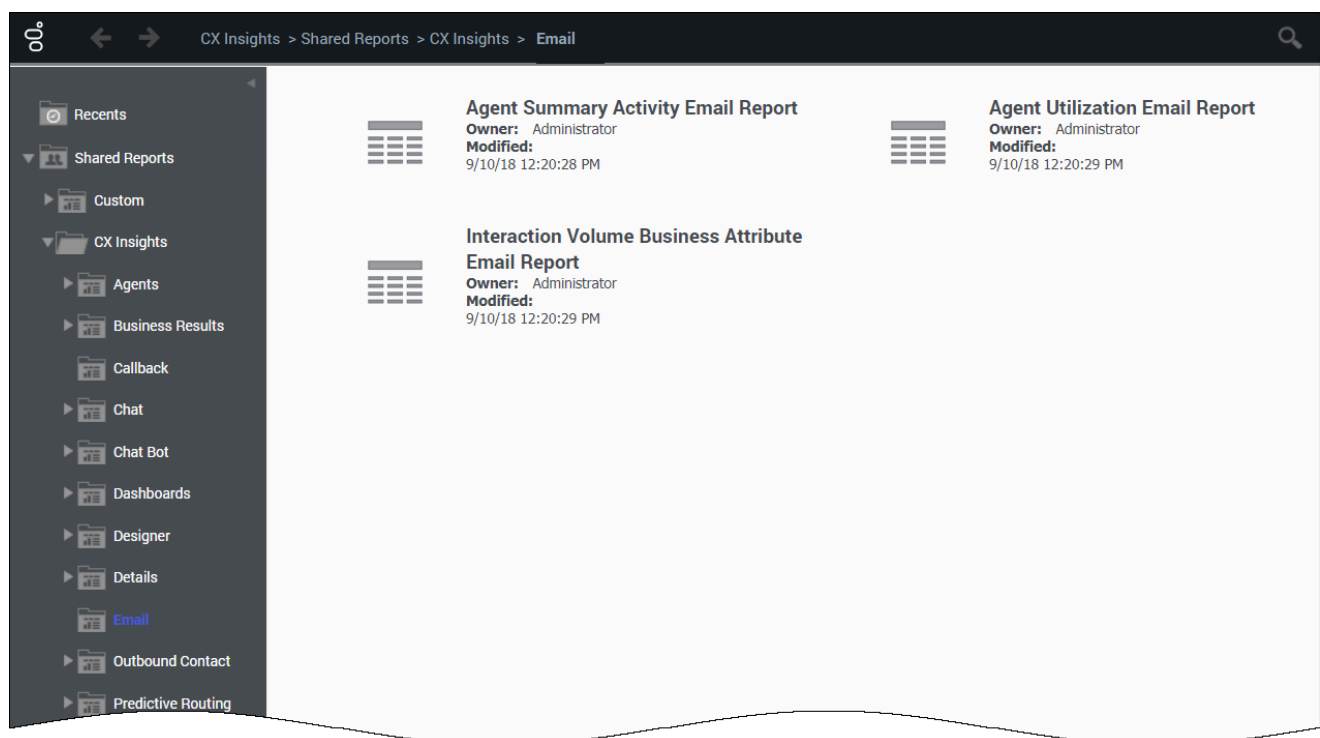 CX Insights > Shared Reports > CX Insights > Email
Recents
Shared Reports
Custom
CX Insights
Agents
Business Results
Callback
Chat
Chat Bot
Dashboards
Designer
Details
Email
Outbound Contact
Predictive Routing
Agent Summary Activity Email Report
Owner: Administrator
Modified:
9/10/18 12:20:28 PM
Agent Utilization Email Report
Owner: Administrator
Modified:
9/10/18 12:20:29 PM
Interaction Volume Business Attribute
Email Report
Owner: Administrator
Modified:
9/10/18 12:20:29 PM